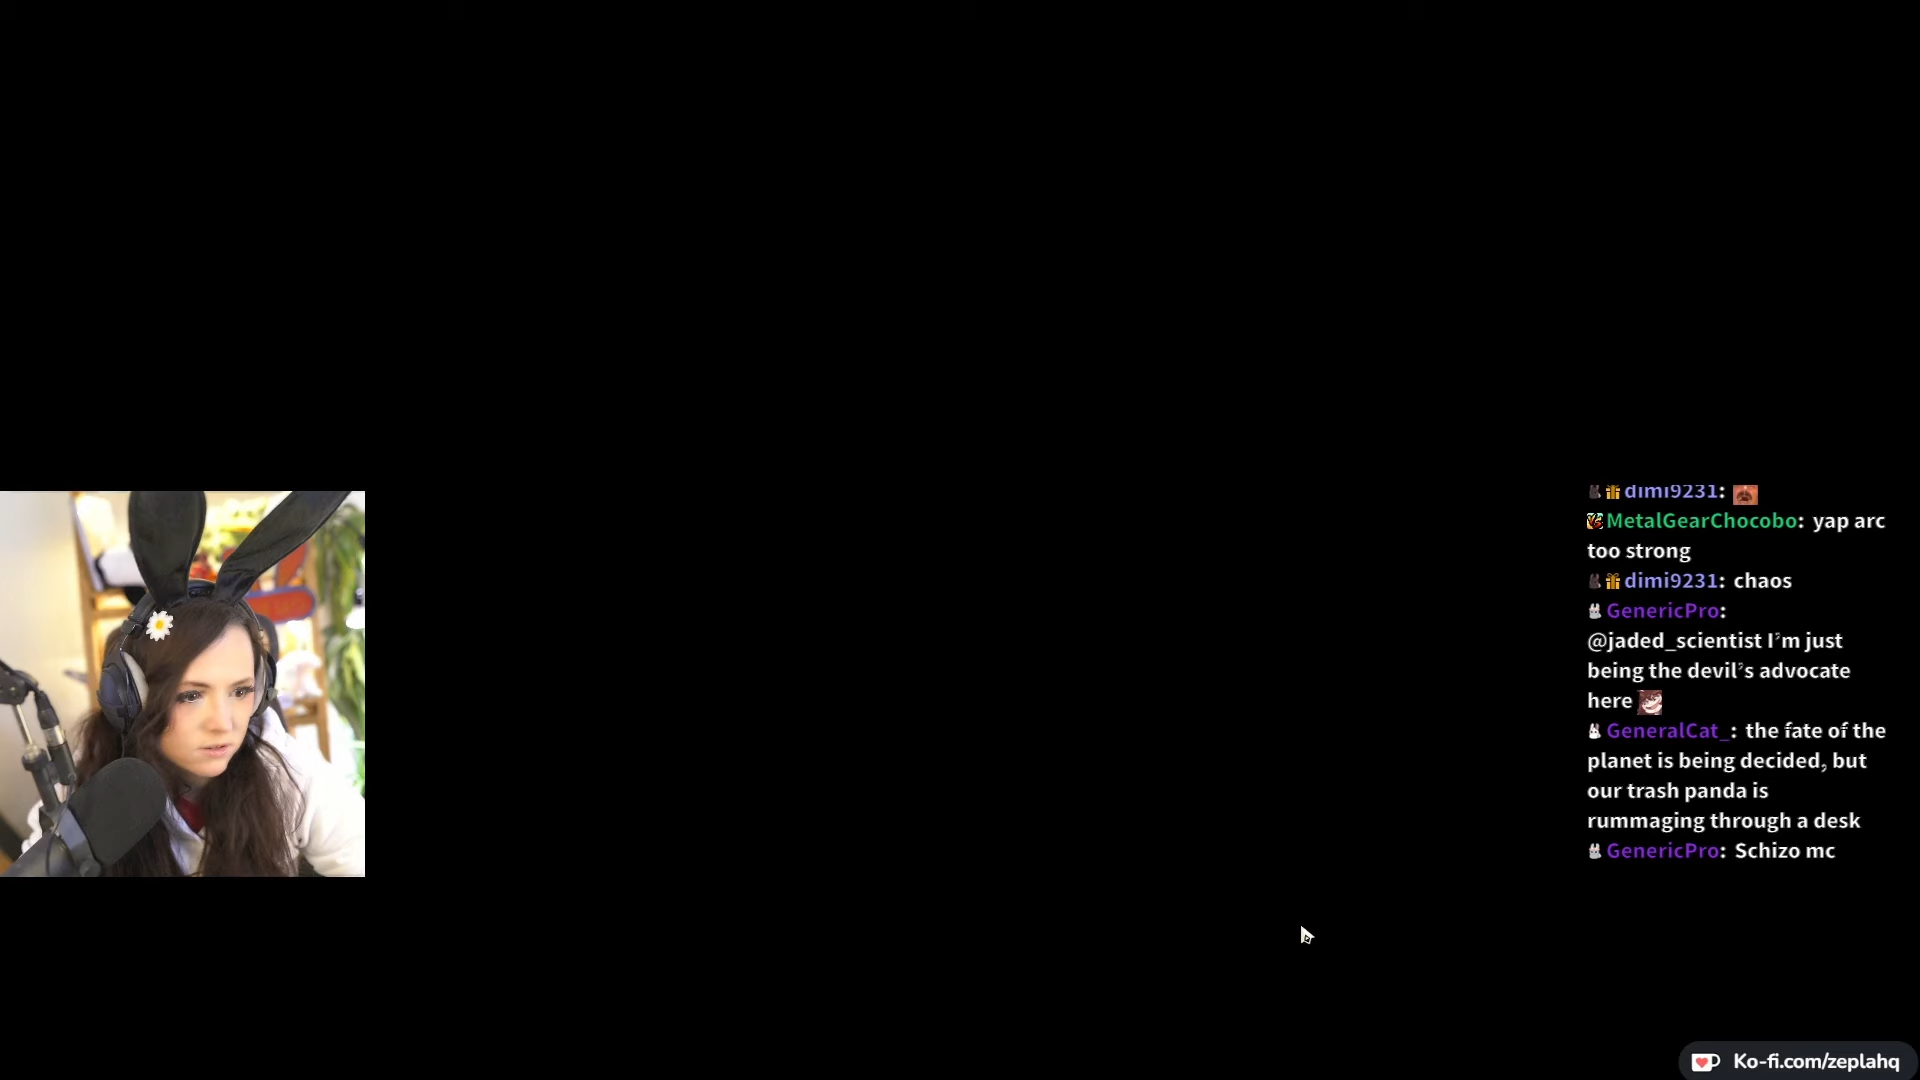 dimi9231:
MetalGearChocobo: yap arc
too strong
dimi9231: chaos
GenericPro:
@jaded_scientist I'm just
being the devil's advocate
here
GeneralCat_: the fate of the
planet is being decided, but
our trash panda is
rummaging through a desk
GenericPro: Schizo mc
Ko-fi.com/zeplahq